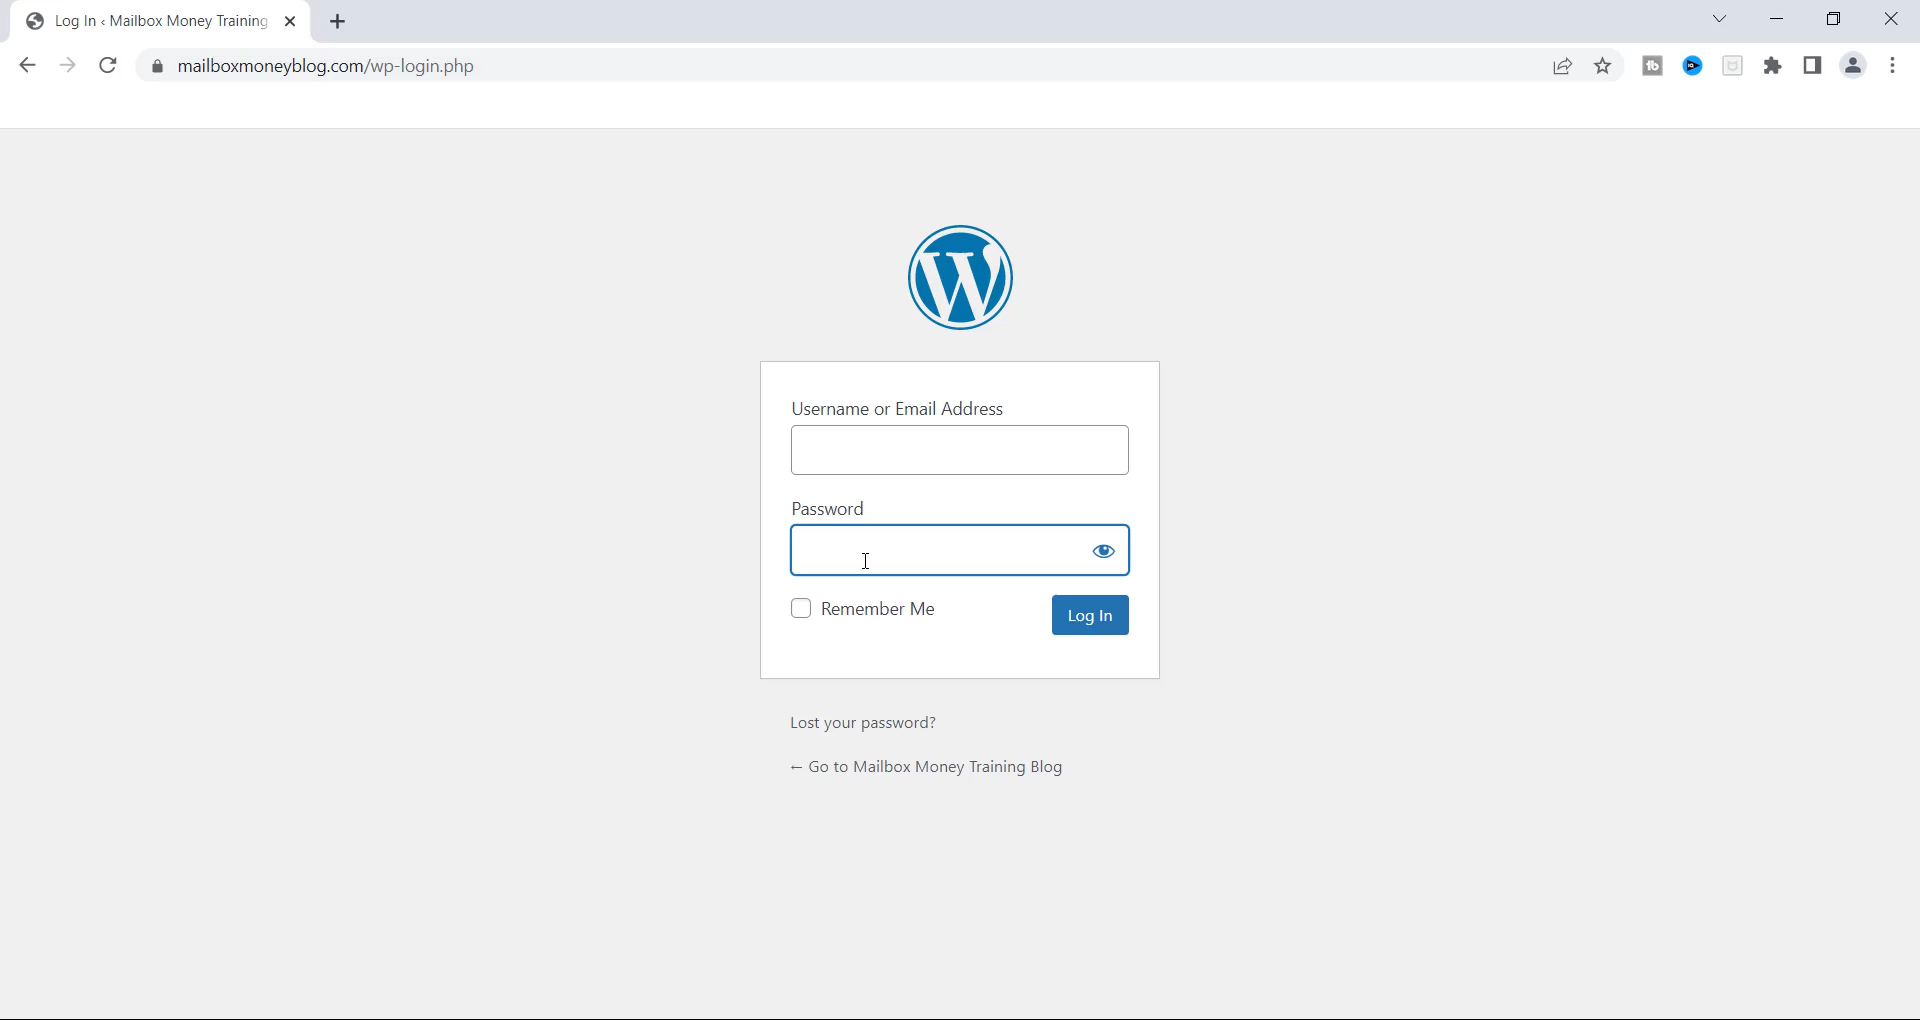 Log In ‹ Mailbox Money Training
mailboxmoneyblog.com/wp-login.php
Username or Email Address
Password
Remember Me
Log In
Lost your password?
← Go to Mailbox Money Training Blog